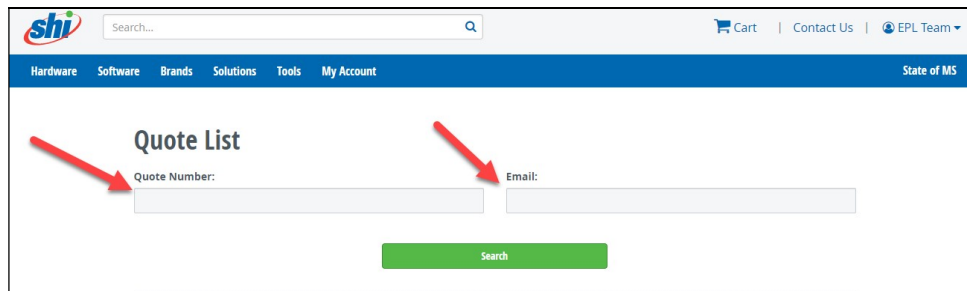 shi Search... Cart | Contact Us | EPL Team
Hardware Software Brands Solutions Tools My Account State of MS
Quote List
Quote Number: Email:
Search